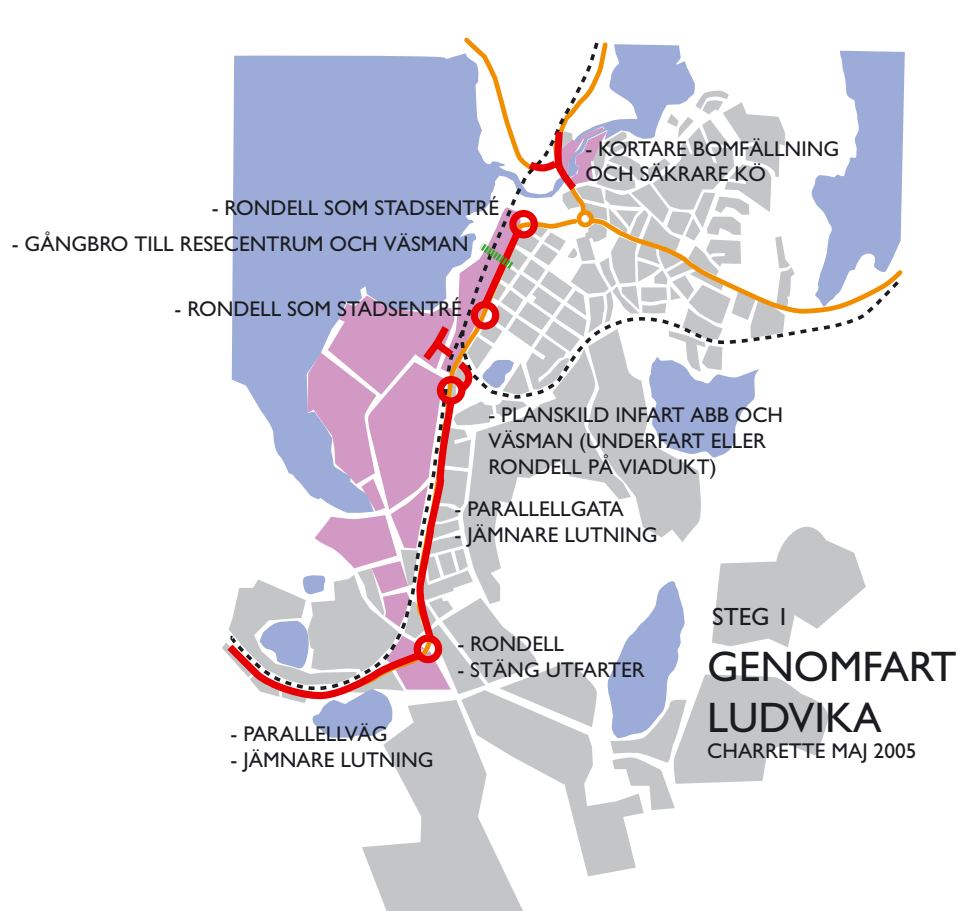 - KORTARE BOMFÄLLNING
OCH SÄKRARE KÖ
- RONDELL SOM STADSENTRÉ
- GÅNGBRO TILL RESECENTRUM OCH VÄSMAN
- RONDELL SOM STADSENTRÉ
- PLANSKILD INFART ABB OCH
VÄSMAN (UNDERFART ELLER
RONDELL PÅ VIADUKT)
- PARALLELLGATA
- JÄMNARE LUTNING
- RONDELL
- STÄNG UTFARTER
- PARALLELLVÄG
- JÄMNARE LUTNING
STEG 1
GENOMFART
LUDVIKA
CHARRETTE MAJ 2005